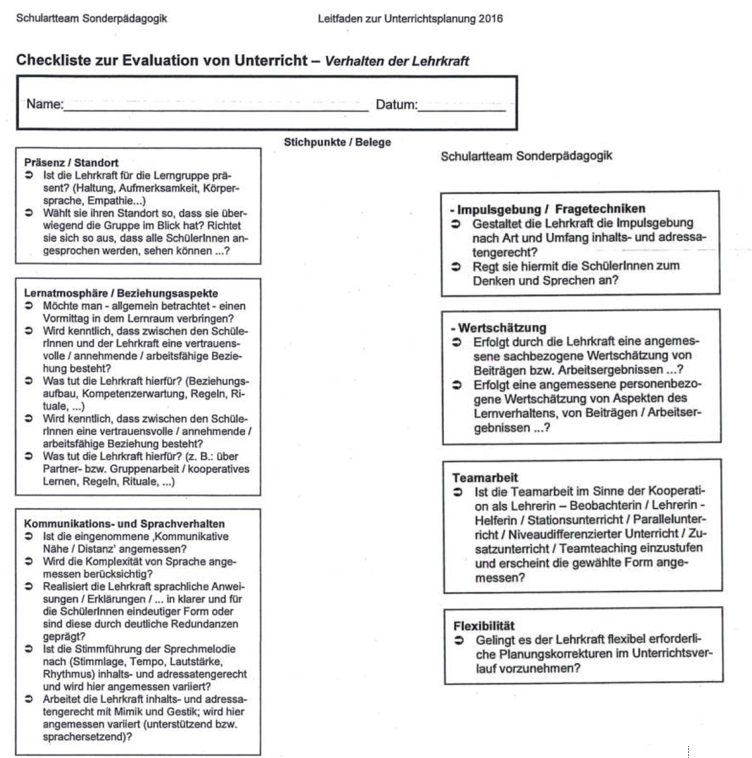 Schulartteam Sonderpädagogik
Leitfaden zur Unterrichtsplanung 2016
Checkliste zur Evaluation von Unterricht – Verhalten der Lehrkraft
Name:
Datum:
Stichpunkte / Belege
Präsenz / Standort
➲ Ist die Lehrkraft für die Lerngruppe prä-
sent? (Haltung, Aufmerksamkeit, Körper-
sprache, Empathie...)
➲ Wählt sie ihren Standort so, dass sie über-
wiegend die Gruppe im Blick hat? Richtet
sie sich so aus, dass alle SchülerInnen an-
gesprochen werden, sehen können ...?
Lernatmosphäre / Beziehungsaspekte
➲ Möchte man - allgemein betrachtet - einen
Vormittag in dem Lernraum verbringen?
➲ Wird kenntlich, dass zwischen den Schüle-
rInnen und der Lehrkraft eine vertrauens-
volle / annehmende / arbeitsfähige Bezie-
hung besteht?
➲ Was tut die Lehrkraft hierfür? (Beziehungs-
aufbau, Kompetenzerwartung, Regeln, Ri-
tuale, ...)
➲ Wird kenntlich, dass zwischen den Schüle-
rInnen eine vertrauensvolle / annehmende /
arbeitsfähige Beziehung besteht?
➲ Was tut die Lehrkraft hierfür? (z. B.: über
Partner- bzw. Gruppenarbeit / kooperatives
Lernen, Regeln, Rituale, ...)
Kommunikations- und Sprachverhalten
➲ Ist die eingenommene ‚Kommunikative
Nähe / Distanz' angemessen?
➲ Wird die Komplexität von Sprache ange-
messen berücksichtig?
➲ Realisiert die Lehrkraft sprachliche Anwei-
sungen / Erklärungen / ... in klarer und für
die SchülerInnen eindeutiger Form oder
sind diese durch deutliche Redundanzen
geprägt?
➲ Ist die Stimmführung der Sprechmelodie
nach (Stimmlage, Tempo, Lautstärke,
Rhythmus) inhalts- und adressatengerecht
und wird hier angemessen variiert?
➲ Arbeitet die Lehrkraft inhalts- und adressa-
tengerecht mit Mimik und Gestik; wird hier
angemessen variiert (unterstützend bzw.
sprachersetzend)?
Schulartteam Sonderpädagogik
- Impulsgebung / Fragetechniken
➲ Gestaltet die Lehrkraft die Impulsgebung
nach Art und Umfang inhalts- und adressa-
tengerecht?
➲ Regt sie hiermit die SchülerInnen zum
Denken und Sprechen an?
- Wertschätzung
➲ Erfolgt durch die Lehrkraft eine angemes-
sene sachbezogene Wertschätzung von
Beiträgen bzw. Arbeitsergebnissen ...?
➲ Erfolgt eine angemessene personenbezo-
gene Wertschätzung von Aspekten des
Lernverhaltens, von Beiträgen / Arbeitser-
gebnissen ...?
Teamarbeit
➲ Ist die Teamarbeit im Sinne der Kooperati-
on als Lehrerin – Beobachterin / Lehrerin -
Helferin / Stationsunterricht / Parallelunter-
richt / Niveaudifferenzierter Unterricht / Zu-
satzunterricht / Teamteaching einzustufen
und erscheint die gewählte Form ange-
messen?
Flexibilität
➲ Gelingt es der Lehrkraft flexibel erforderli-
che Planungskorrekturen im Unterrichtsver-
lauf vorzunehmen?